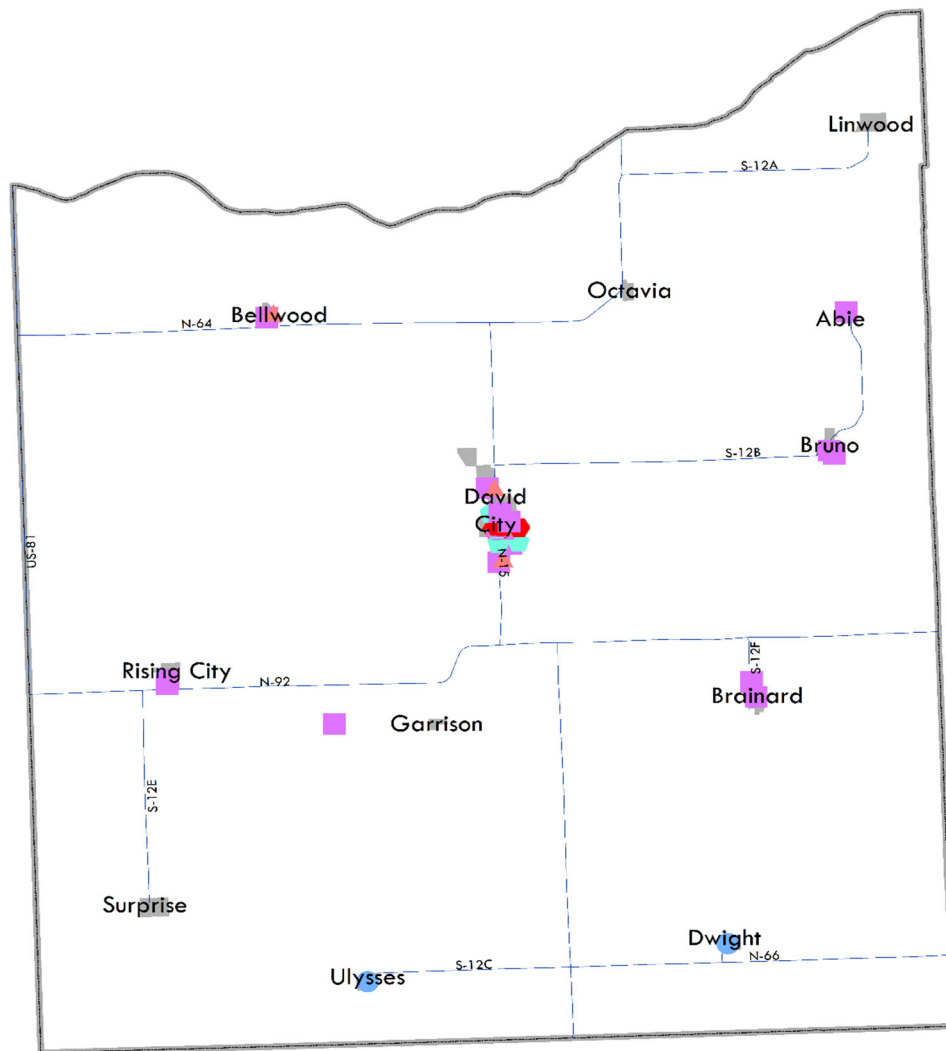 Linwood
S-12A
Octavia
Bellwood
N-64
Abie
Bruno
S-12B
David
City
US-81
N-15
Rising City
N-92
S-12F
Brainard
Garrison
S-12E
Surprise
Dwight
N-66
S-12C
Ulysses